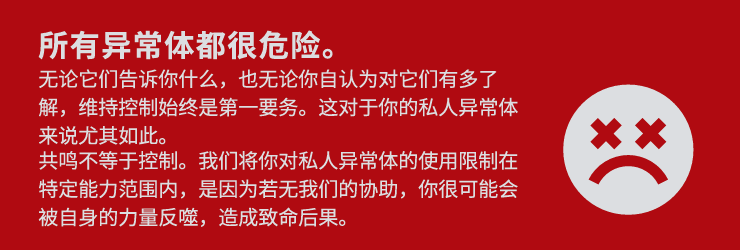 所有异常体都很危险。
无论它们告诉你什么，也无论你自认为对它们有多了
解，维持控制始终是第一要务。这对于你的私人异常体
来说尤其如此。
共鸣不等于控制。我们将你对私人异常体的使用限制在
特定能力范围内，是因为若无我们的协助，你很可能会
被自身的力量反噬，造成致命后果。